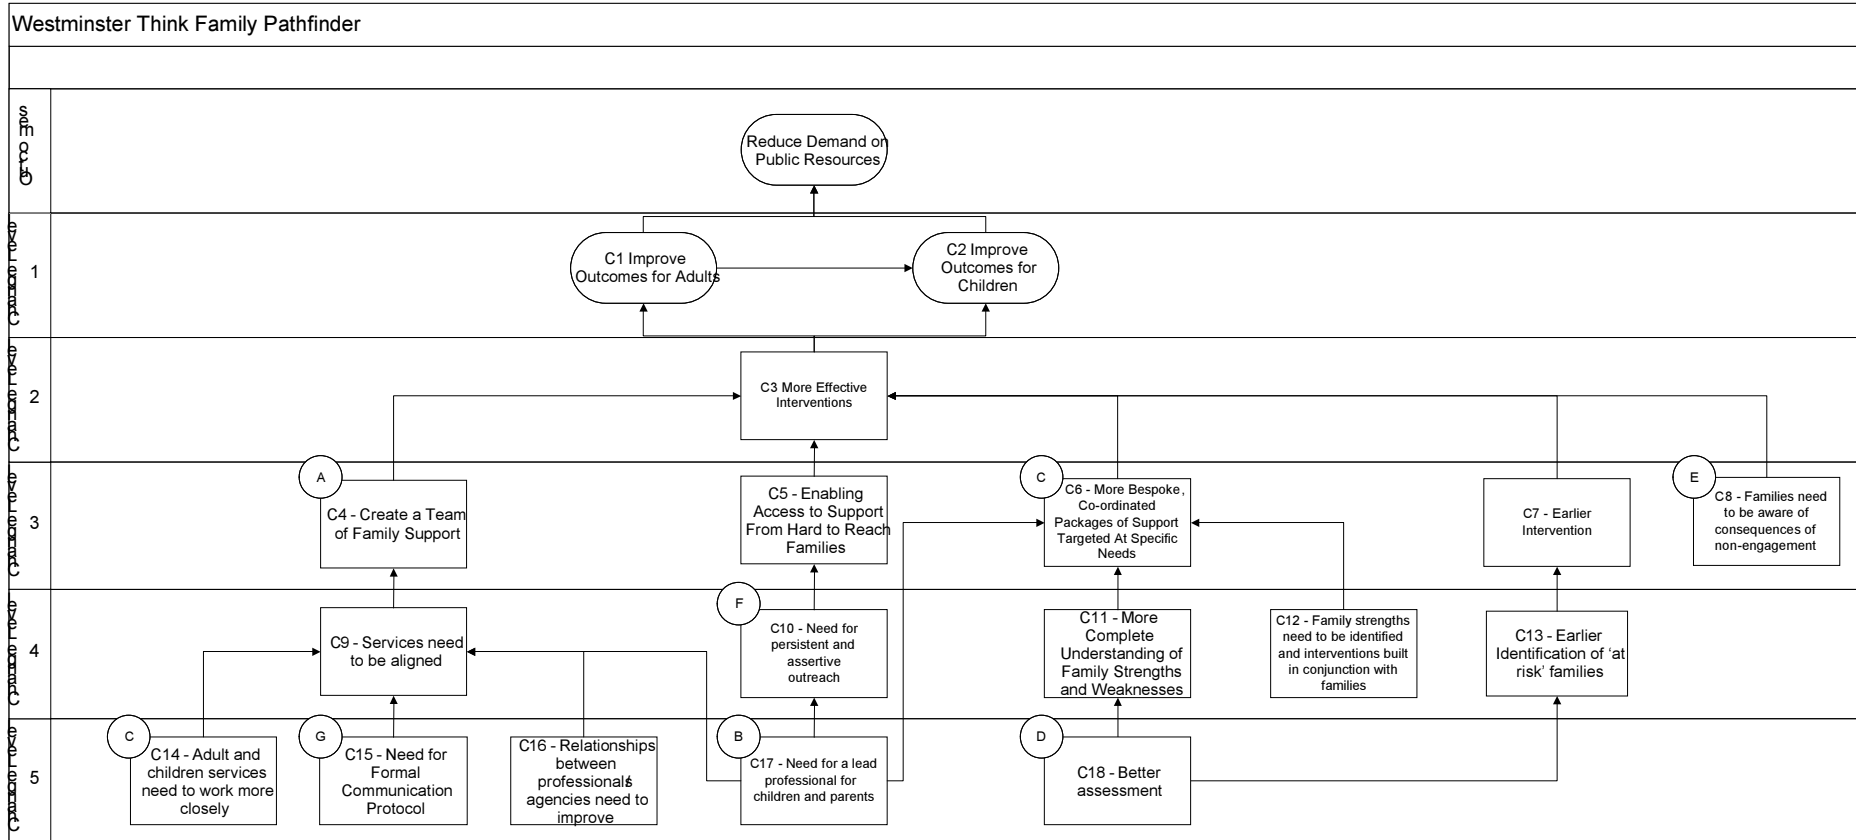 Westminster Think Family Pathfinder
Outcomes
Reduce Demand on
Public Resources
1
C1 Improve
Outcomes for Adults
C2 Improve
Outcomes for
Children
2
C3 More Effective
Interventions
3
A
C4 - Create a Team
of Family Support
C5 - Enabling
Access to Support
From Hard to Reach
Families
C
C6 - More Bespoke,
Co-ordinated
Packages of Support
Targeted At Specific
Needs
C7 - Earlier
Intervention
E
C8 - Families need
to be aware of
consequences of
non-engagement
4
C9 - Services need
to be aligned
F
C10 - Need for
persistent and
assertive
outreach
C11 - More
Complete
Understanding of
Family Strengths
and Weaknesses
C12 - Family strengths
need to be identified
and interventions built
in conjunction with
families
C13 - Earlier
Identification of ‘at
risk’ families
5
C
C14 - Adult and
children services
need to work more
closely
G
C15 - Need for
Formal
Communication
Protocol
C16 - Relationships
between
professionals/
agencies need to
improve
B
C17 - Need for a lead
professional for
children and parents
D
C18 - Better
assessment